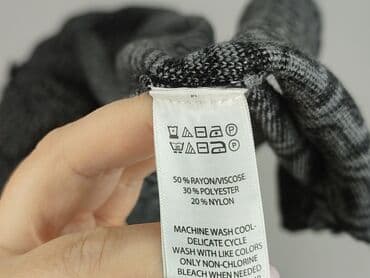 50 % RAYON/VISCOSE
30 % POLYESTER
20 % NYLON
MACHINE WASH COOL-
DELICATE CYCLE
WASH WITH LIKE COLORS
ONLY NON-CHLORINE
BLEACH WHEN NEEDED